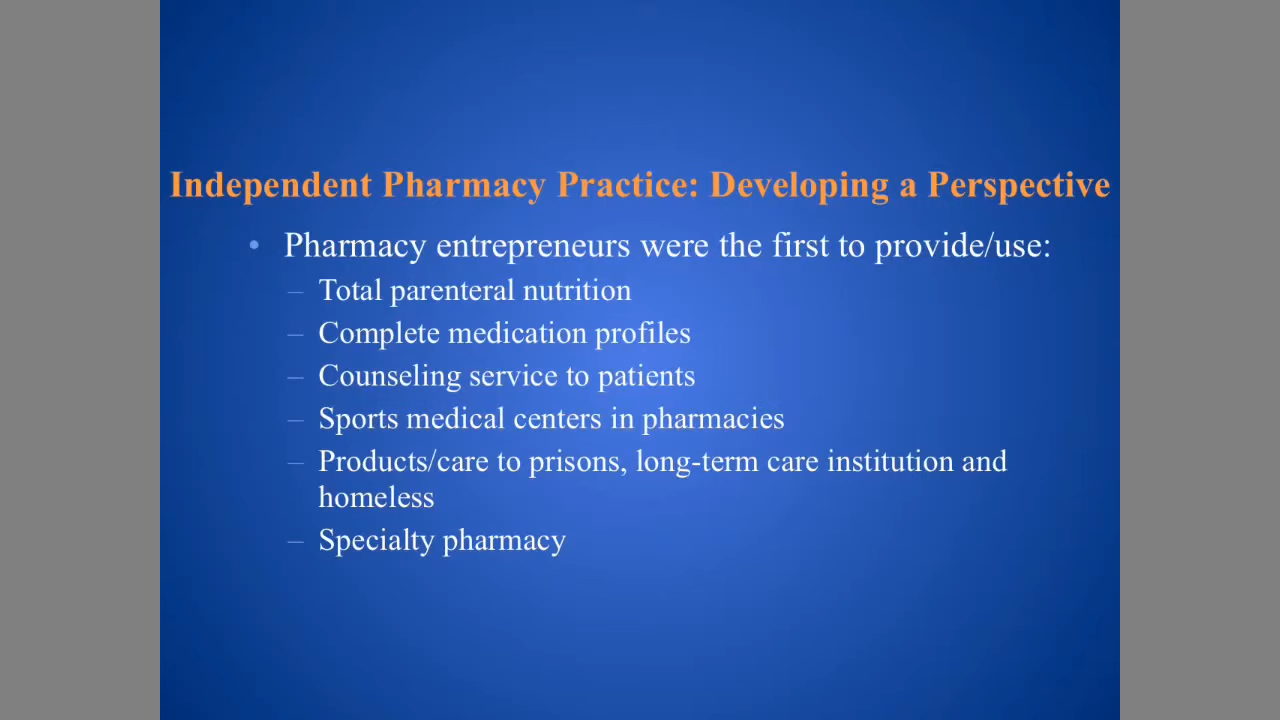 Independent Pharmacy Practice: Developing a Perspective
• Pharmacy entrepreneurs were the first to provide/use:
– Total parenteral nutrition
– Complete medication profiles
– Counseling service to patients
– Sports medical centers in pharmacies
– Products/care to prisons, long-term care institution and
homeless
– Specialty pharmacy